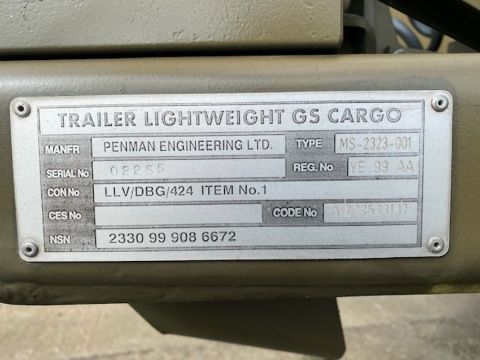 TRAILER LIGHTWEIGHT GS CARGO
MANFR PENMAN ENGINEERING LTD. TYPE MS-2323-001
SERIAL No 02255 REG. No YE 99 AA
CON No LLV/DBG/424 ITEM No.1
CES No CODE No
NSN 2330 99 908 6672